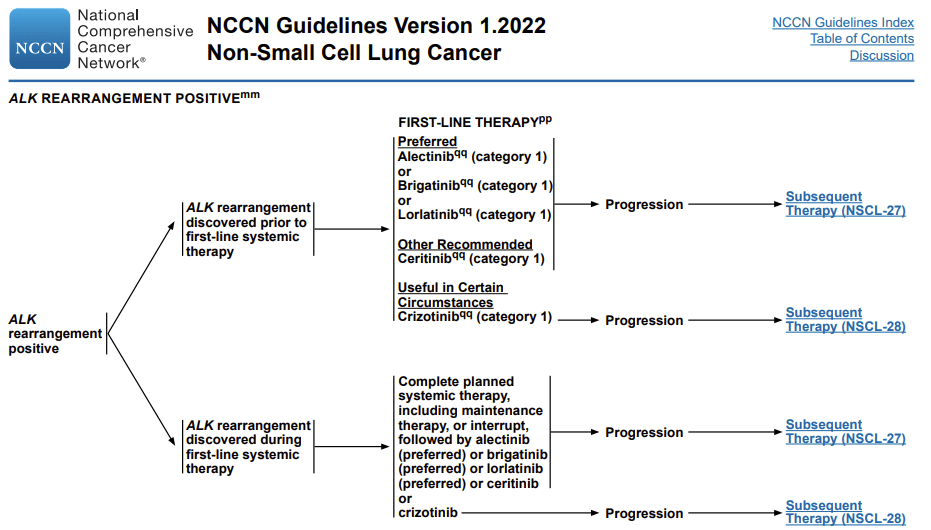 National
Comprehensive
Cancer
Network®
NCCN
NCCN Guidelines Version 1.2022
Non-Small Cell Lung Cancer
NCCN Guidelines Index
Table of Contents
Discussion
ALK REARRANGEMENT POSITIVEmm
ALK
rearrangement
positive
ALK rearrangement
discovered prior to
first-line systemic
therapy
FIRST-LINE THERAPYpp
Preferred
Alectinibqq (category 1)
or
Brigatinibqq (category 1)
or
Lorlatinibqq (category 1)
Other Recommended
Ceritinibqq (category 1)
Progression
Subsequent
Therapy (NSCL-27)
Useful in Certain
Circumstances
Crizotinibqq (category 1)
Progression
Subsequent
Therapy (NSCL-28)
ALK rearrangement
discovered during
first-line systemic
therapy
Complete planned
systemic therapy,
including maintenance
therapy, or interrupt,
followed by alectinib
(preferred) or brigatinib
(preferred) or lorlatinib
(preferred) or ceritinib
or
crizotinib
Progression
Subsequent
Therapy (NSCL-27)
Progression
Subsequent
Therapy (NSCL-28)